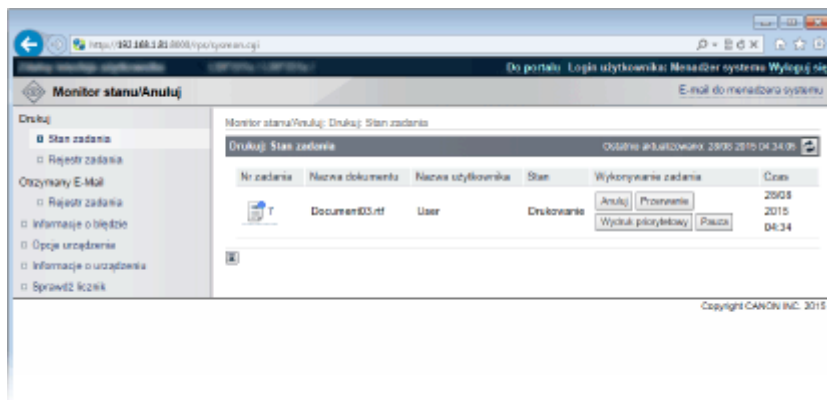 http://192.168.1.81:8000/rps/
Do portalu Login użytkownika: Menadżer systemu Wyloguj się
Monitor stanu/Anuluj
E-mail do menadżera systemu
Drukuj
Stan zadania
Rejestr zadania
Otrzymany E-Mail
Rejestr zadania
Informacje o błędzie
Opcje urządzenia
Informacje o urządzeniu
Sprawdź licznik
Monitor stanu/Anuluj: Drukuj: Stan zadania
Drukuj: Stan zadania
Ostatnio aktualizowano: 28/08 2015 04:34:05
Nr zadania Nazwa dokumentu Nazwa użytkownika Stan Wykonywanie zadania Czas
7 Document03.rtf User Drukowanie
Anuluj Przerwanie
Wydruk priorytetowy Pauza
28/08
2015
04:34
Copyright CANON INC. 2015